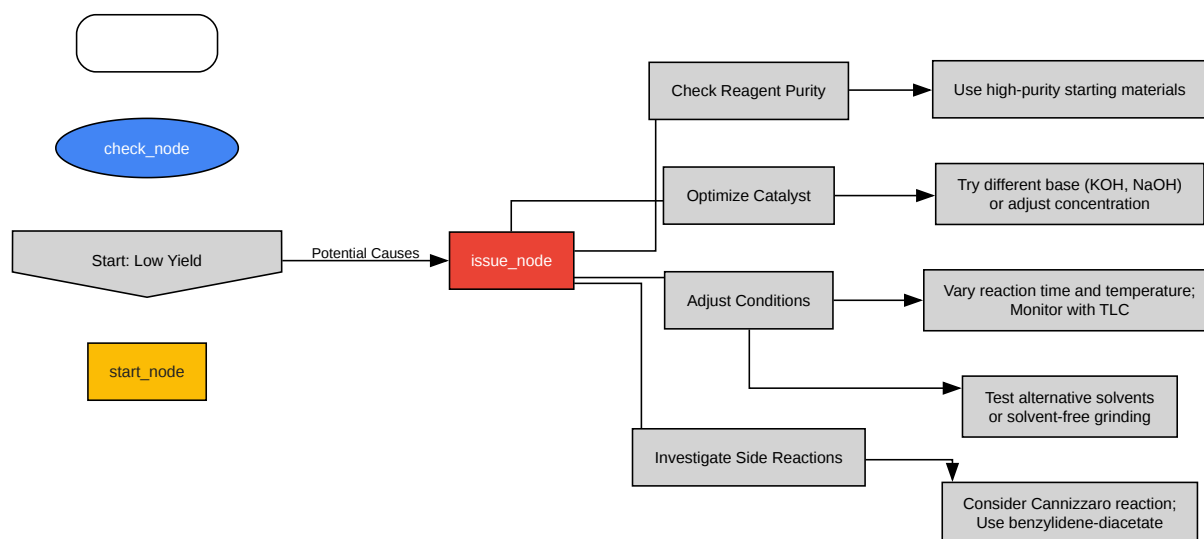 check_node
Start: Low Yield
start_node
Potential Causes
issue_node
Check Reagent Purity
Use high-purity starting materials
Optimize Catalyst
Try different base (KOH, NaOH)
or adjust concentration
Adjust Conditions
Vary reaction time and temperature;
Monitor with TLC
Test alternative solvents
or solvent-free grinding
Investigate Side Reactions
Consider Cannizzaro reaction;
Use benzylidene-diacetate